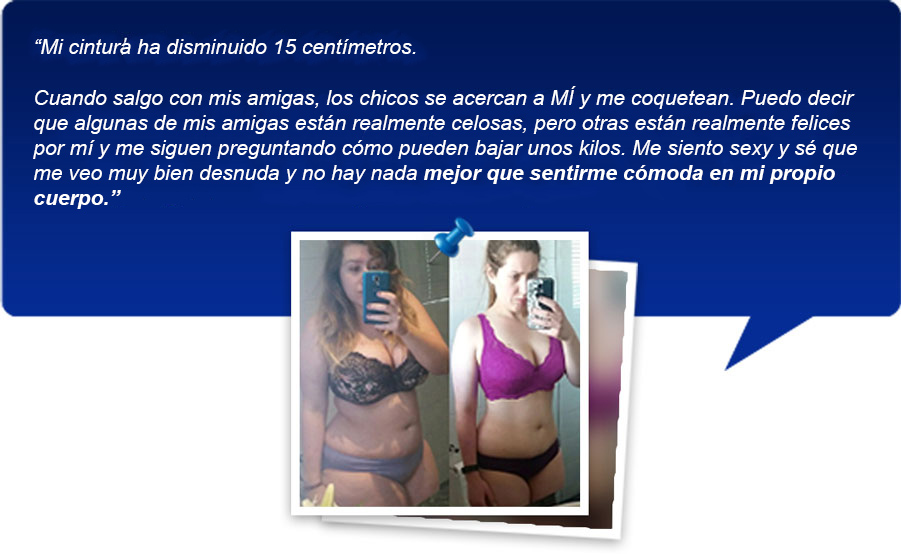 “Mi cintura ha disminuido 15 centímetros.
Cuando salgo con mis amigas, los chicos se acercan a MÍ y me coquetean. Puedo decir
que algunas de mis amigas están realmente celosas, pero otras están realmente felices
por mí y me siguen preguntando cómo pueden bajar unos kilos. Me siento sexy y sé que
me veo muy bien desnuda y no hay nada mejor que sentirme cómoda en mi propio
cuerpo.”